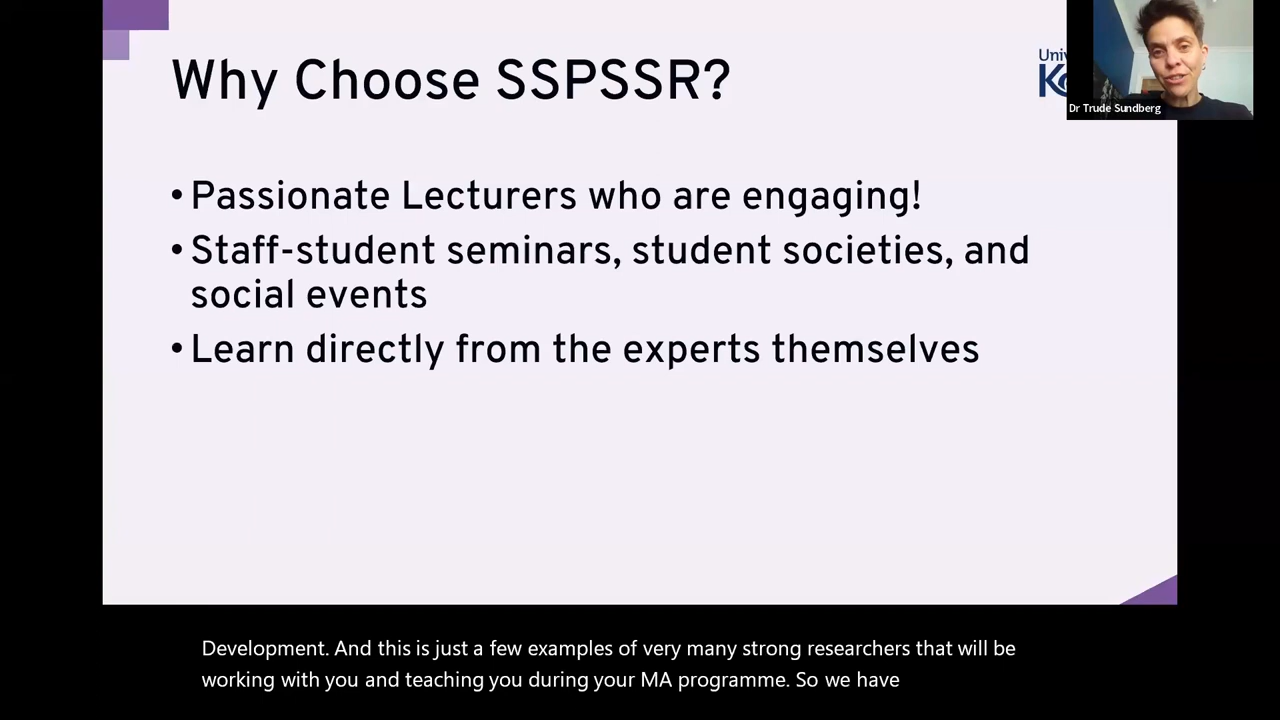 Why Choose SSPSSR?
Dr Trude Sundberg
• Passionate Lecturers who are engaging!
• Staff-student seminars, student societies, and
social events
• Learn directly from the experts themselves
Development. And this is just a few examples of very many strong researchers that will be
working with you and teaching you during your MA programme. So we have